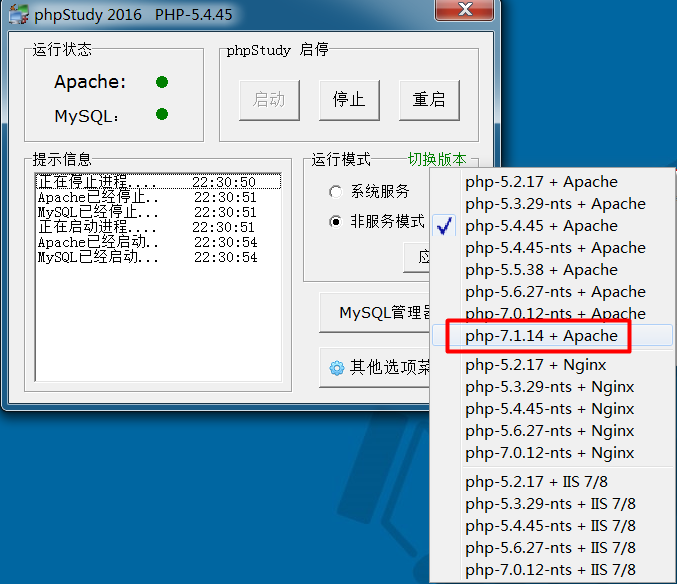 phpStudy 2016 PHP-5.4.45
运行状态
Apache:
MySQL:
phpStudy 启停
启动
停止
重启
提示信息
正在停止进程.... 22:30:50
Apache已经停止.. 22:30:51
MySQL已经停止... 22:30:51
正在启动进程.... 22:30:51
Apache已经启动.. 22:30:54
MySQL已经启动... 22:30:54
运行模式
切换版本
系统服务
非服务模式
应
MySQL管理器
其他选项菜
php-5.2.17 + Apache
php-5.3.29-nts + Apache
php-5.4.45 + Apache
php-5.4.45-nts + Apache
php-5.5.38 + Apache
php-5.6.27-nts + Apache
php-7.0.12-nts + Apache
php-7.1.14 + Apache
php-5.2.17 + Nginx
php-5.3.29-nts + Nginx
php-5.4.45-nts + Nginx
php-5.6.27-nts + Nginx
php-7.0.12-nts + Nginx
php-5.2.17 + IIS 7/8
php-5.3.29-nts + IIS 7/8
php-5.4.45-nts + IIS 7/8
php-5.6.27-nts + IIS 7/8
php-7.0.12-nts + IIS 7/8